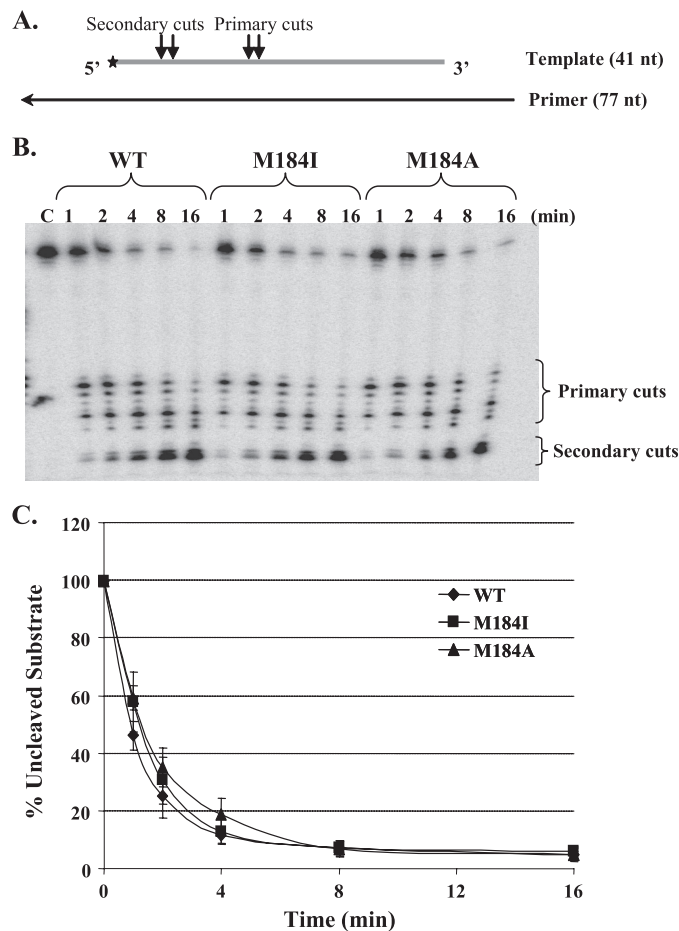 A.
Secondary cuts Primary cuts
5’ 3’ Template (41 nt)
Primer (77 nt)
B.
WT M184I M184A
C 1 2 4 8 16 1 2 4 8 16 1 2 4 8 16 (min)
Primary cuts
Secondary cuts
C.
120
100
80
60
40
20
0
% Uncleaved Substrate
WT
M184I
M184A
0 4 8 12 16
Time (min)